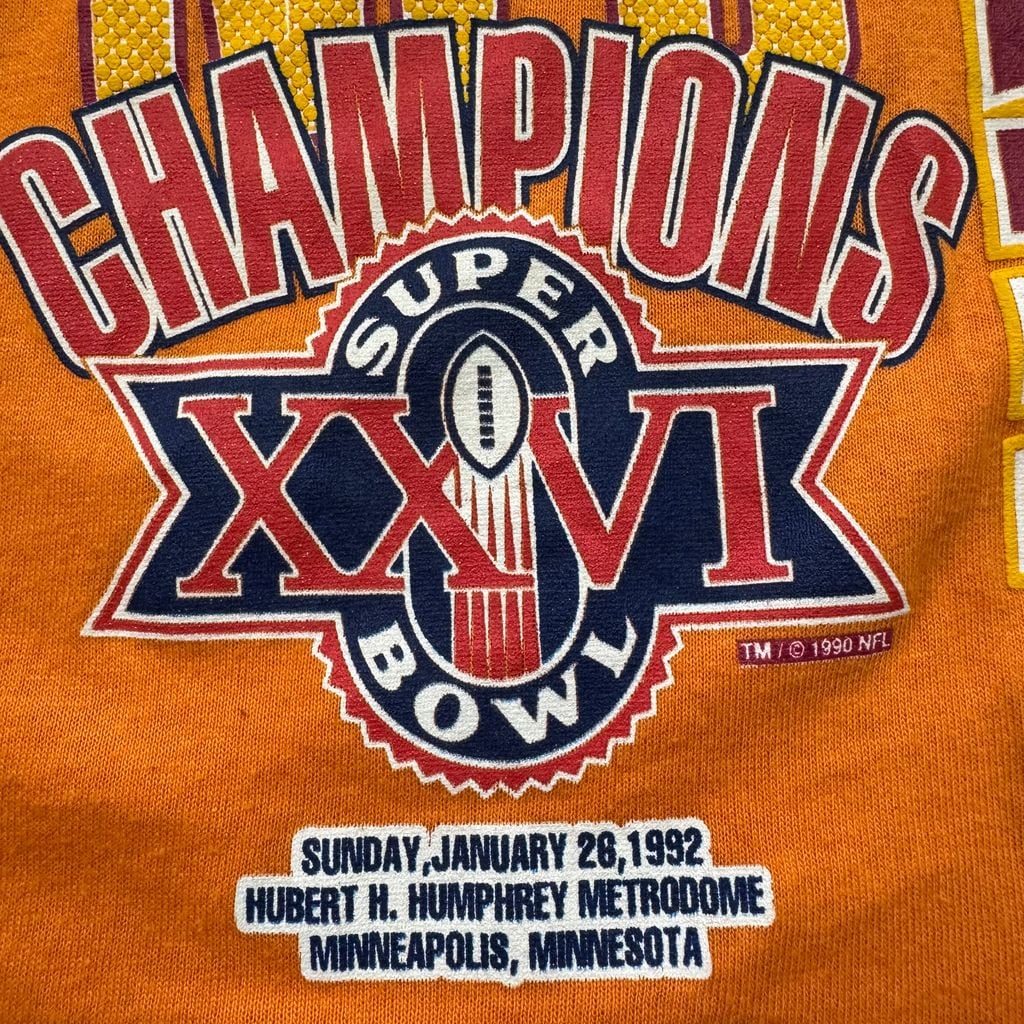 CHAMPIONS
SUPER
XXVI
BOWL
TM / © 1990 NFL
SUNDAY,JANUARY 26,1992
HUBERT H. HUMPHREY METRODOME
MINNEAPOLIS, MINNESOTA